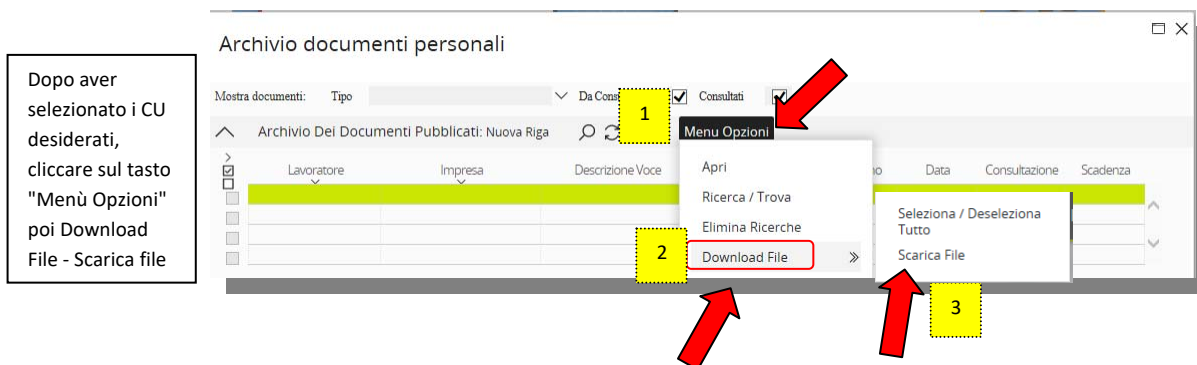 Archivio documenti personali
Dopo aver
selezionato i CU
desiderati,
cliccare sul tasto
"Menù Opzioni"
poi Download
File - Scarica file
Mostra documenti: Tipo Da Cons Consultati
1
Archivio Dei Documenti Pubblicati: Nuova Riga Menu Opzioni
Lavoratore Impresa Descrizione Voce no Data Consultazione Scadenza
Apri
Ricerca / Trova
Elimina Ricerche
2 Download File
Seleziona / Deseleziona
Tutto
Scarica File
3